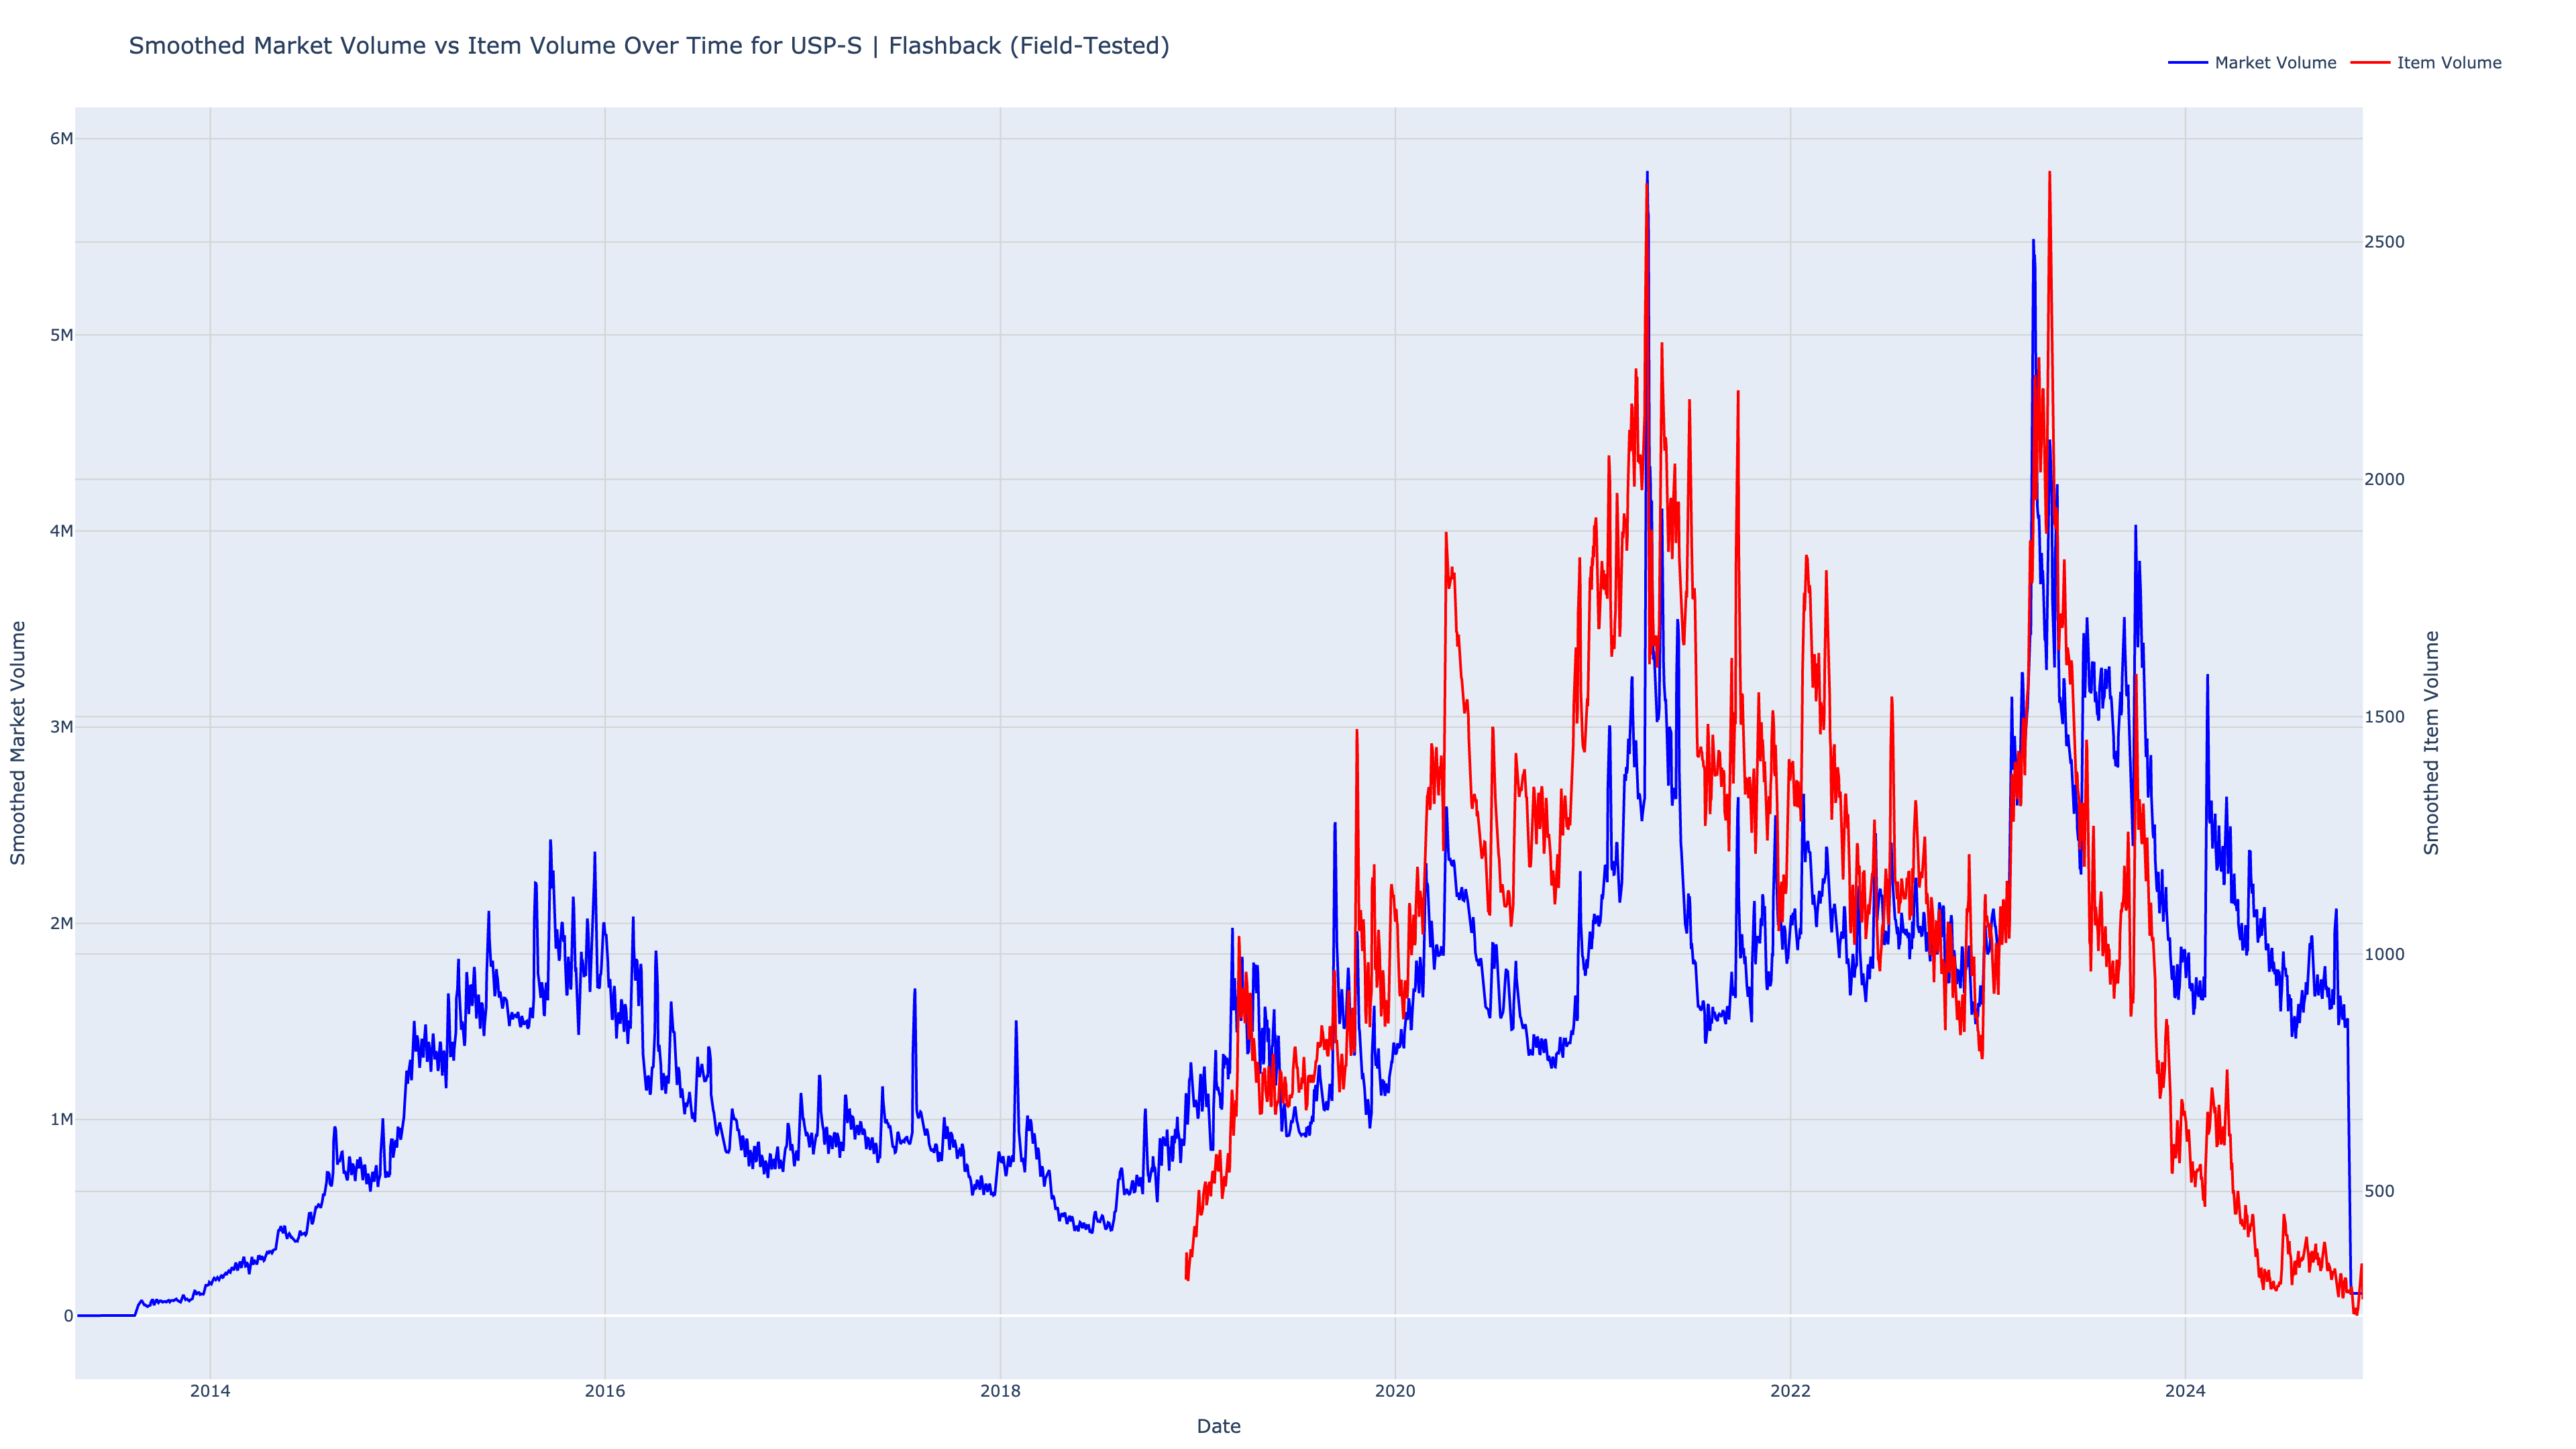 Smoothed Market Volume vs Item Volume Over Time for USP-S | Flashback (Field-Tested)
Market Volume
Item Volume
6M
5M
4M
3M
2M
1M
0
Smoothed Market Volume
2500
2000
1500
1000
500
Smoothed Item Volume
2014
2016
2018
2020
2022
2024
Date